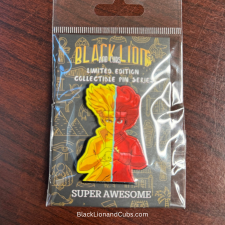 BLACK LION
LIMITED EDITION
COLLECTIBLE PIN SERIES
SUPER AWESOME
BlackLionandCubs.com